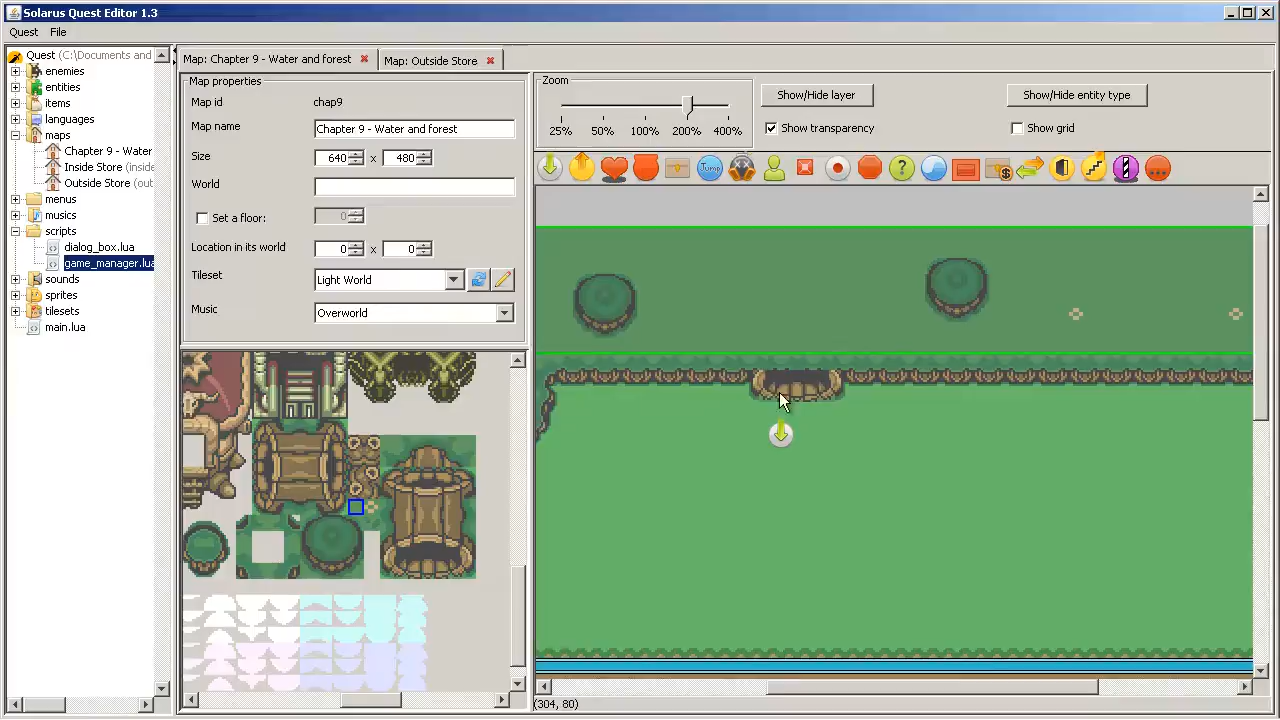 Solarus Quest Editor 1.3
Quest File
Quest (C:\Documents and
enemies
entities
items
languages
maps
Chapter 9 - Water
Inside Store (inside
Outside Store (out
menus
musics
scripts
dialog_box.lua
game_manager.lua
sounds
sprites
tilesets
main.lua
Map: Chapter 9 - Water and forest
Map: Outside Store
Map properties
Map id chap9
Map name Chapter 9 - Water and forest
Size 640 x 480
World
Set a floor: 0
Location in its world 0 x 0
Tileset Light World
Music Overworld
Zoom
25% 50% 100% 200% 400%
Show/Hide layer
Show/Hide entity type
Show transparency
Show grid
Jump
?
$
(304, 80)